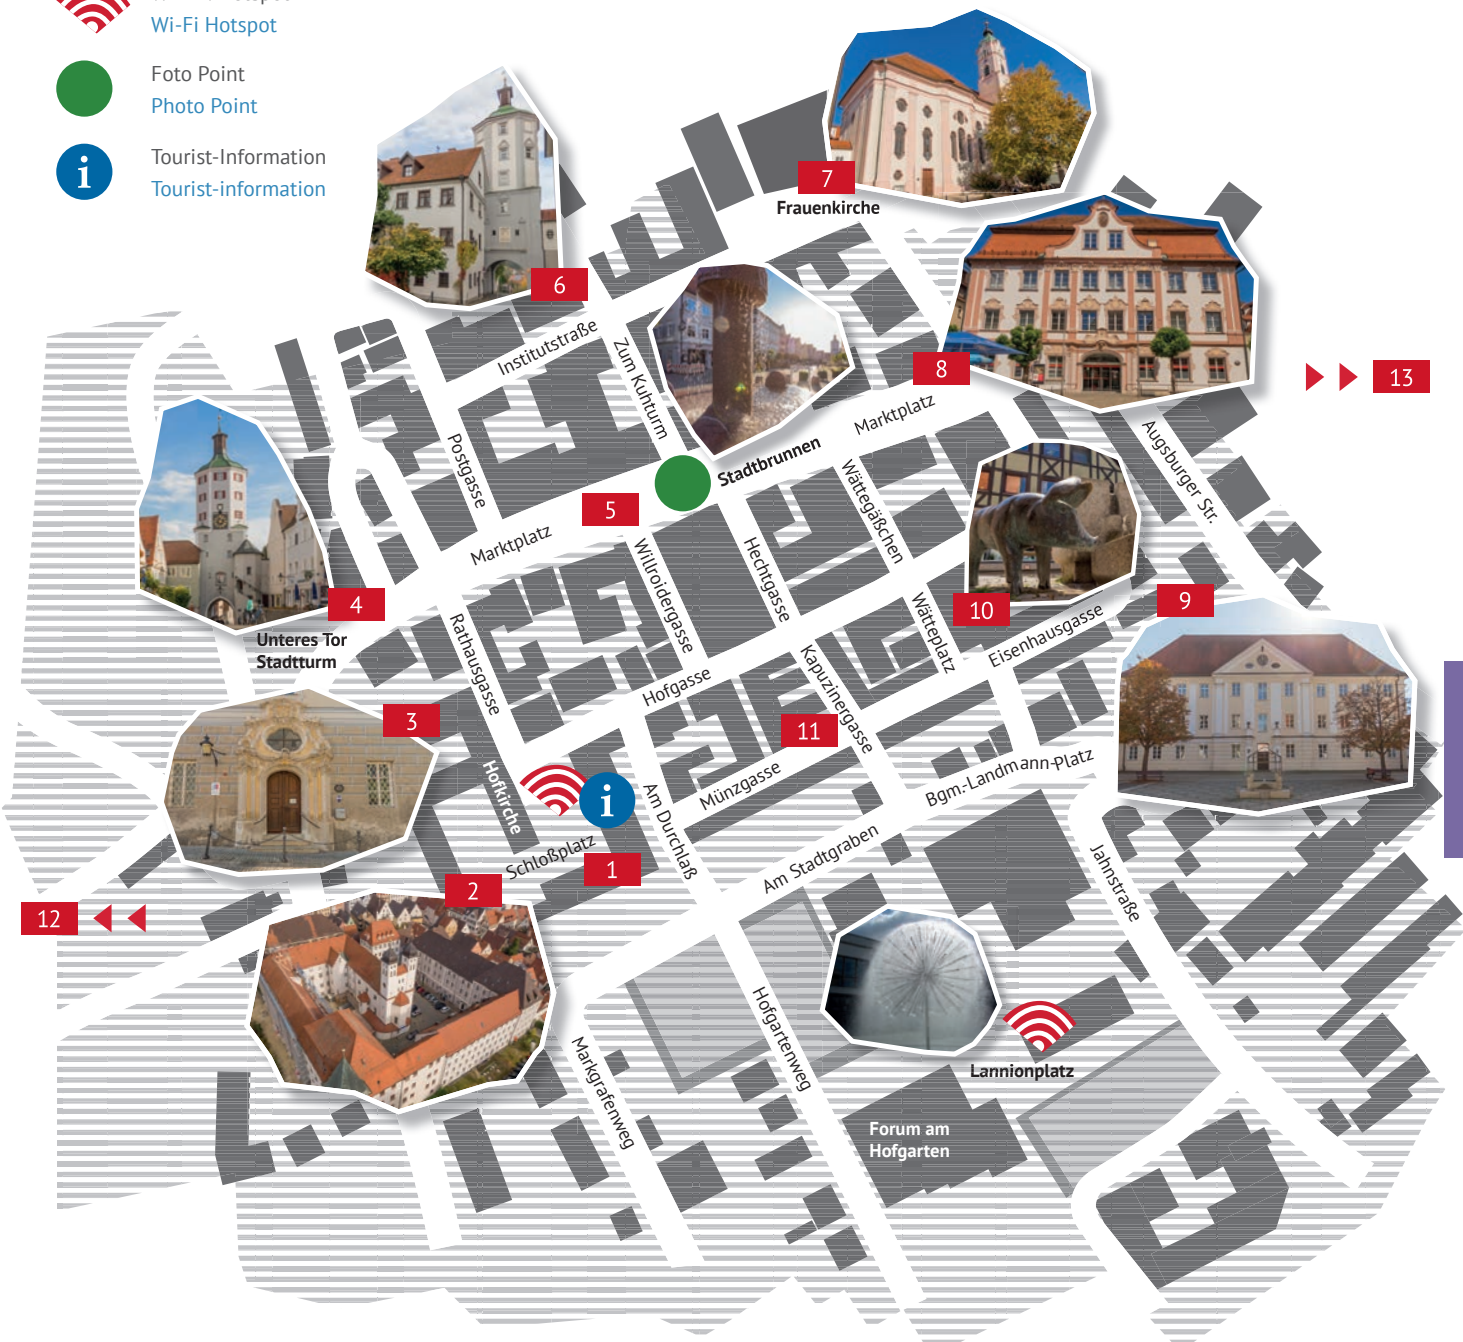 Wi-Fi Hotspot
Foto Point
Photo Point
i
Tourist-Information
Tourist-information
7
Frauenkirche
6
Institutstraße
Zum Kuhturm
8
13
Marktplatz
Stadtbrunnen
Postgasse
Augsburger Str.
Wättegäßchen
5
Marktplatz
Willroidergasse
Hechtgasse
4
Unteres Tor
Stadtturm
10
9
Wätteplatz
Eisenhausgasse
Rathausgasse
Kapuzinergasse
Hofgasse
3
11
Hofkirche
i
Münzgasse
Bgm.-Landmann-Platz
Am Durchlaß
Schloßplatz
1
Am Stadtgraben
Jahnstraße
2
12
Hofgartenweg
Markgrafenweg
Lannionplatz
Forum am
Hofgarten